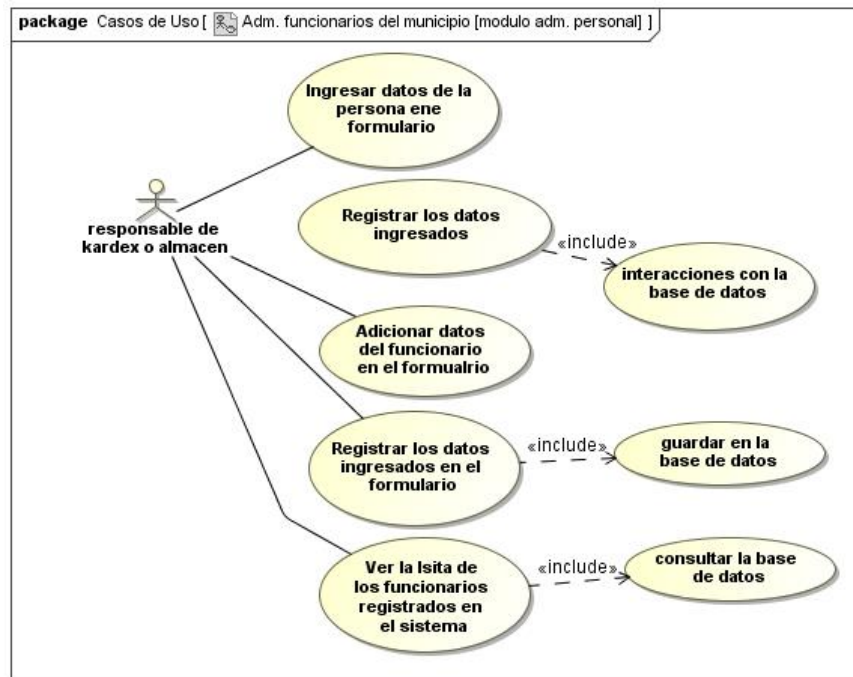 package Casos de Uso [ Adm. funcionarios del municipio [modulo adm. personal] ]
Ingresar datos de la
persona ene
formulario
responsable de
kardex o almacen
Registrar los datos
ingresados
«include»
interacciones con la
base de datos
Adicionar datos
del funcionario
en el formualrio
Registrar los datos
ingresados en el
formulario
«include»
guardar en la
base de datos
Ver la lsita de
los funcionarios
registrados en
el sistema
«include»
consultar la base
de datos